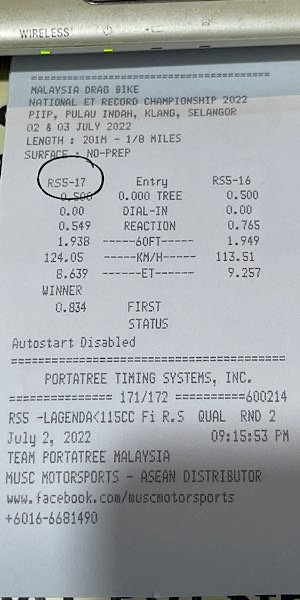 WIRELESS
==================================
MALAYSIA DRAG BIKE
NATIONAL ET RECORD CHAMPIONSHIP 2022
PIIP, PULAU INDAH, KLANG, SELANGOR
02 & 03 JULY 2022
LENGTH : 201M - 1/8 MILES
SURFACE : NO-PREP
RS5-17 Entry RS5-16
0.500 0.000 TREE 0.500
0.00 DIAL-IN 0.00
0.549 REACTION 0.765
1.938 ------60FT------ 1.949
124.05 ------KM/H------ 113.51
8.639 -------ET------- 9.257
WINNER
0.834 FIRST
STATUS
Autostart Disabled
==================================
PORTATREE TIMING SYSTEMS, INC.
=============== 171/172 ==========600214
RS5 -LAGENDA<115CC Fi R.S QUAL RND 2
July 2, 2022 09:15:53 PM
TEAM PORTATREE MALAYSIA
MUSC MOTORSPORTS - ASEAN DISTRIBUTOR
www.facebook.com/muscmotorsports
+6016-6681490